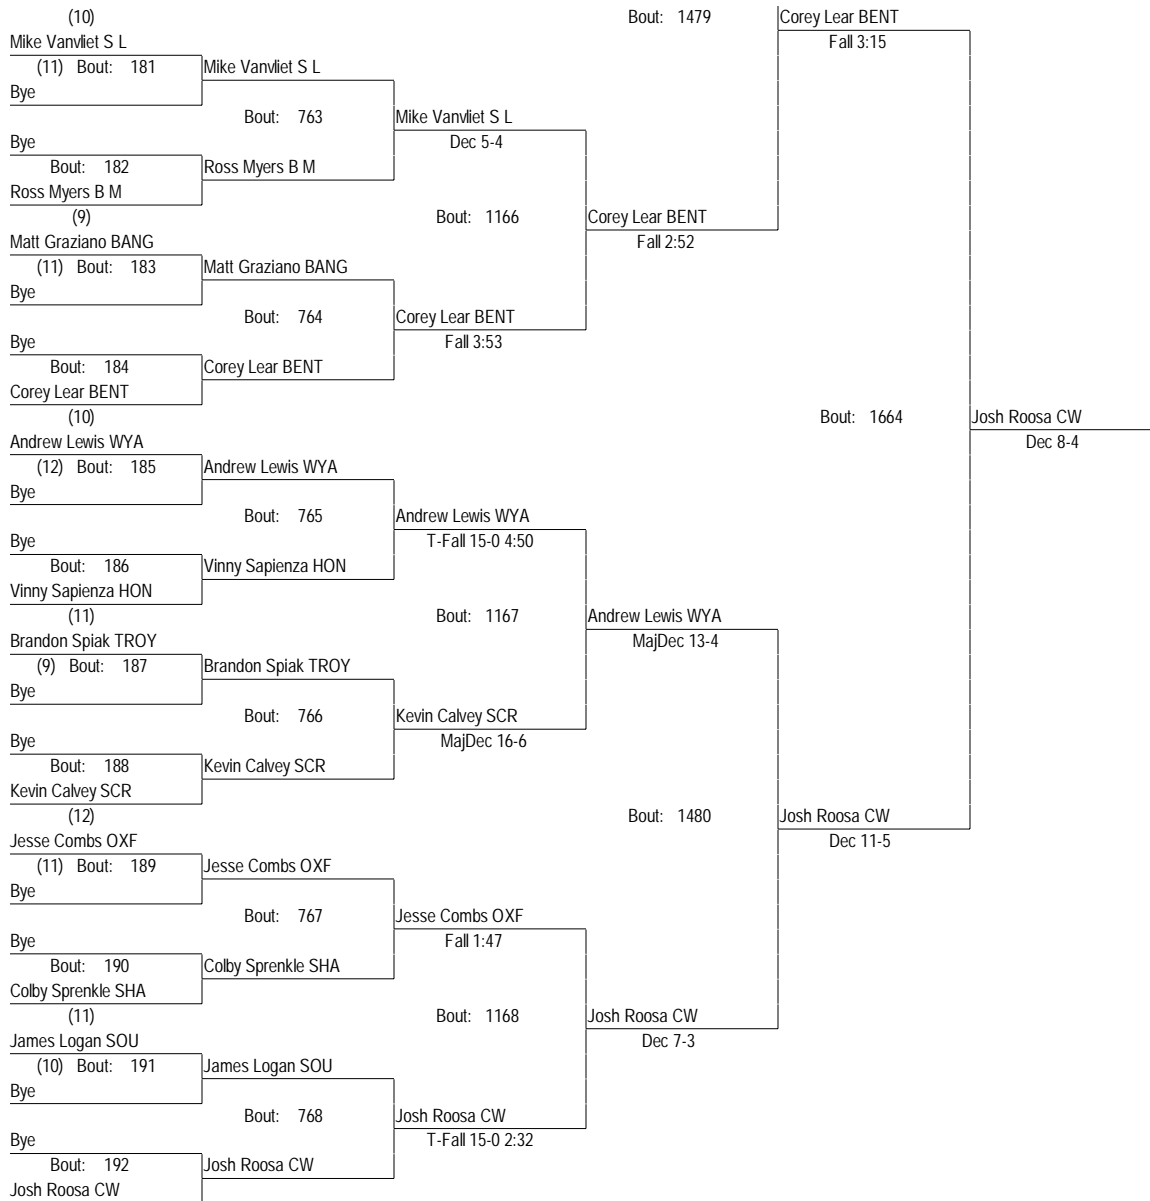 (10)
Bout: 1479
Corey Lear BENT
Mike Vanvliet S L
Fall 3:15
(11) Bout: 181
Mike Vanvliet S L
Bye
Bout: 763
Mike Vanvliet S L
Bye
Dec 5-4
Bout: 182
Ross Myers B M
Ross Myers B M
(9)
Bout: 1166
Corey Lear BENT
Matt Graziano BANG
Fall 2:52
(11) Bout: 183
Matt Graziano BANG
Bye
Bout: 764
Corey Lear BENT
Bye
Fall 3:53
Bout: 184
Corey Lear BENT
Corey Lear BENT
(10)
Bout: 1664
Josh Roosa CW
Andrew Lewis WYA
Dec 8-4
(12) Bout: 185
Andrew Lewis WYA
Bye
Bout: 765
Andrew Lewis WYA
Bye
T-Fall 15-0 4:50
Bout: 186
Vinny Sapienza HON
Vinny Sapienza HON
(11)
Bout: 1167
Andrew Lewis WYA
Brandon Spiak TROY
MajDec 13-4
(9) Bout: 187
Brandon Spiak TROY
Bye
Bout: 766
Kevin Calvey SCR
Bye
MajDec 16-6
Bout: 188
Kevin Calvey SCR
Kevin Calvey SCR
(12)
Bout: 1480
Josh Roosa CW
Jesse Combs OXF
Dec 11-5
(11) Bout: 189
Jesse Combs OXF
Bye
Bout: 767
Jesse Combs OXF
Bye
Fall 1:47
Bout: 190
Colby Sprenkle SHA
Colby Sprenkle SHA
(11)
Bout: 1168
Josh Roosa CW
James Logan SOU
Dec 7-3
(10) Bout: 191
James Logan SOU
Bye
Bout: 768
Josh Roosa CW
Bye
T-Fall 15-0 2:32
Bout: 192
Josh Roosa CW
Josh Roosa CW